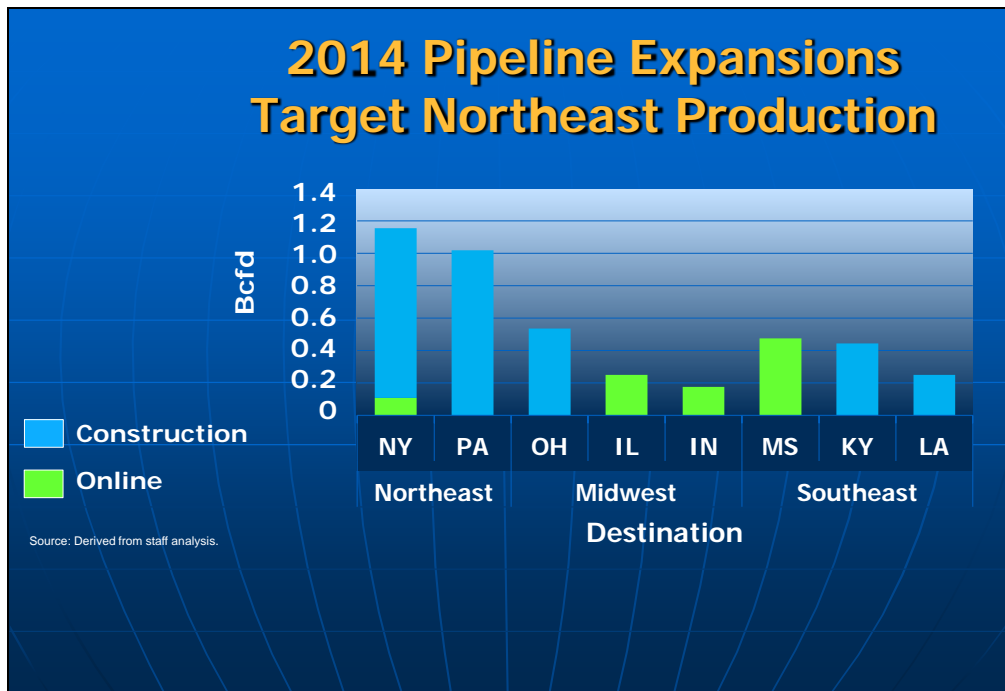 2014 Pipeline Expansions
Target Northeast Production
Bcfd
1.4
1.2
1.0
0.8
0.6
0.4
0.2
0
NY PA OH IL IN MS KY LA
Northeast Midwest Southeast
Destination
Construction
Online
Source: Derived from staff analysis.